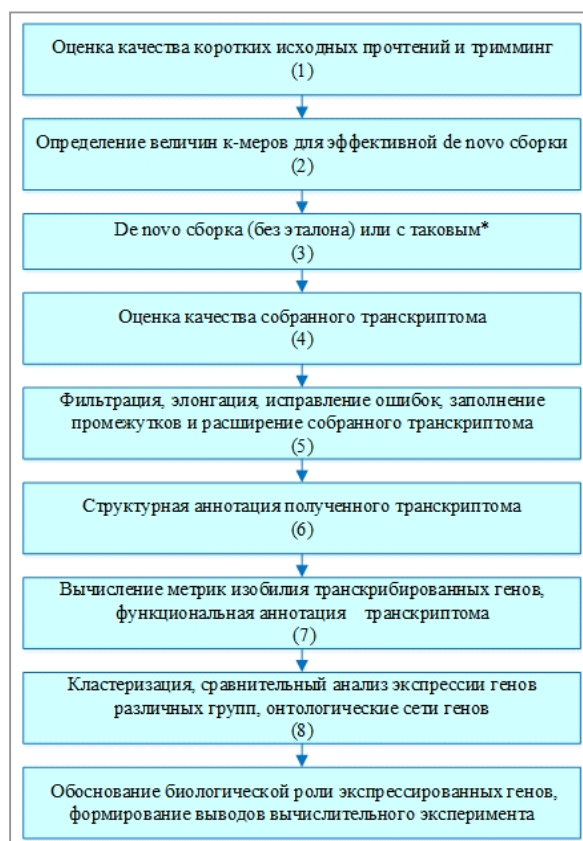 Оценка качества коротких исходных прочтений и тримминг
(1)
Определение величин к-меров для эффективной de novo сборки
(2)
De novo сборка (без эталона) или с таковым*
(3)
Оценка качества собранного транскриптома
(4)
Фильтрация, элонгация, исправление ошибок, заполнение
промежутков и расширение собранного транскриптома
(5)
Структурная аннотация полученного транскриптома
(6)
Вычисление метрик изобилия транскрибированных генов,
функциональная аннотация транскриптома
(7)
Кластеризация, сравнительный анализ экспрессии генов
различных групп, онтологические сети генов
(8)
Обоснование биологической роли экспрессированных генов,
формирование выводов вычислительного эксперимента